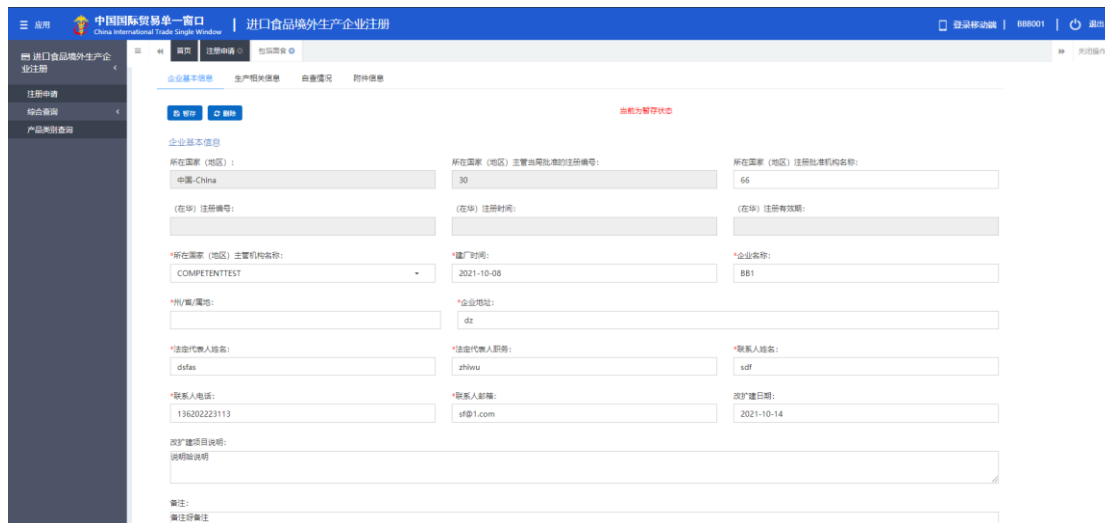 应用
中国国际贸易单一窗口
China International Trade Single Window
进口食品境外生产企业注册
登录移动端
BBB001
退出
进口食品境外生产企
业注册
注册申请
综合查询
产品类别查询
首页
注册申请
包馅面食
关闭操作
企业基本信息 生产相关信息 自查情况 附件信息
暂存 删除
当前为暂存状态
企业基本信息
所在国家（地区）: 所在国家（地区）主管当局批准的注册编号: 所在国家（地区）注册批准机构名称:
中国-China 30 66
（在华）注册编号: （在华）注册时间: （在华）注册有效期:
*所在国家（地区）主管机构名称: *建厂时间: *企业名称:
COMPETENTTEST 2021-10-08 BB1
*州/省/属地: *企业地址:
dz
*法定代表人姓名: *法定代表人职务: *联系人姓名:
dsfas zhiwu sdf
*联系人电话: *联系人邮箱: 改扩建日期:
136202223113 sf@1.com 2021-10-14
改扩建项目说明:
说明哈说明
备注:
备注呀备注